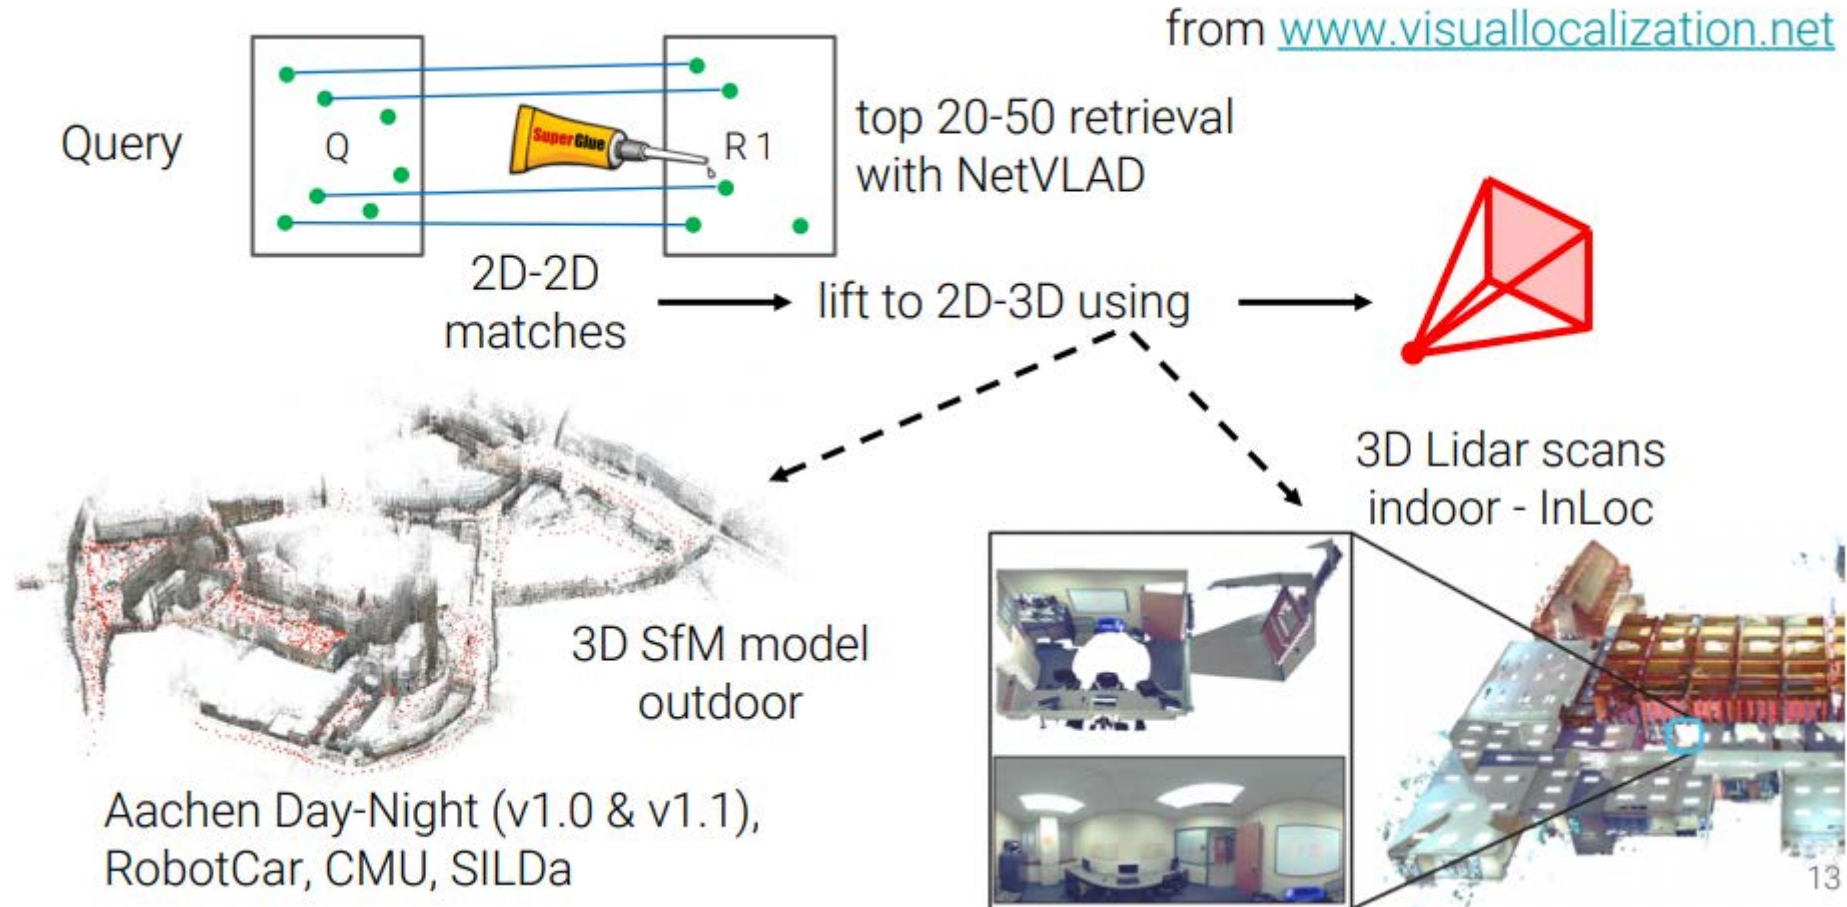 from www.visuallocalization.net
Query
Q
SuperGlue
R 1
top 20-50 retrieval
with NetVLAD
2D-2D
matches
lift to 2D-3D using
3D Lidar scans
indoor - InLoc
3D SfM model
outdoor
Aachen Day-Night (v1.0 & v1.1),
RobotCar, CMU, SILDa
13